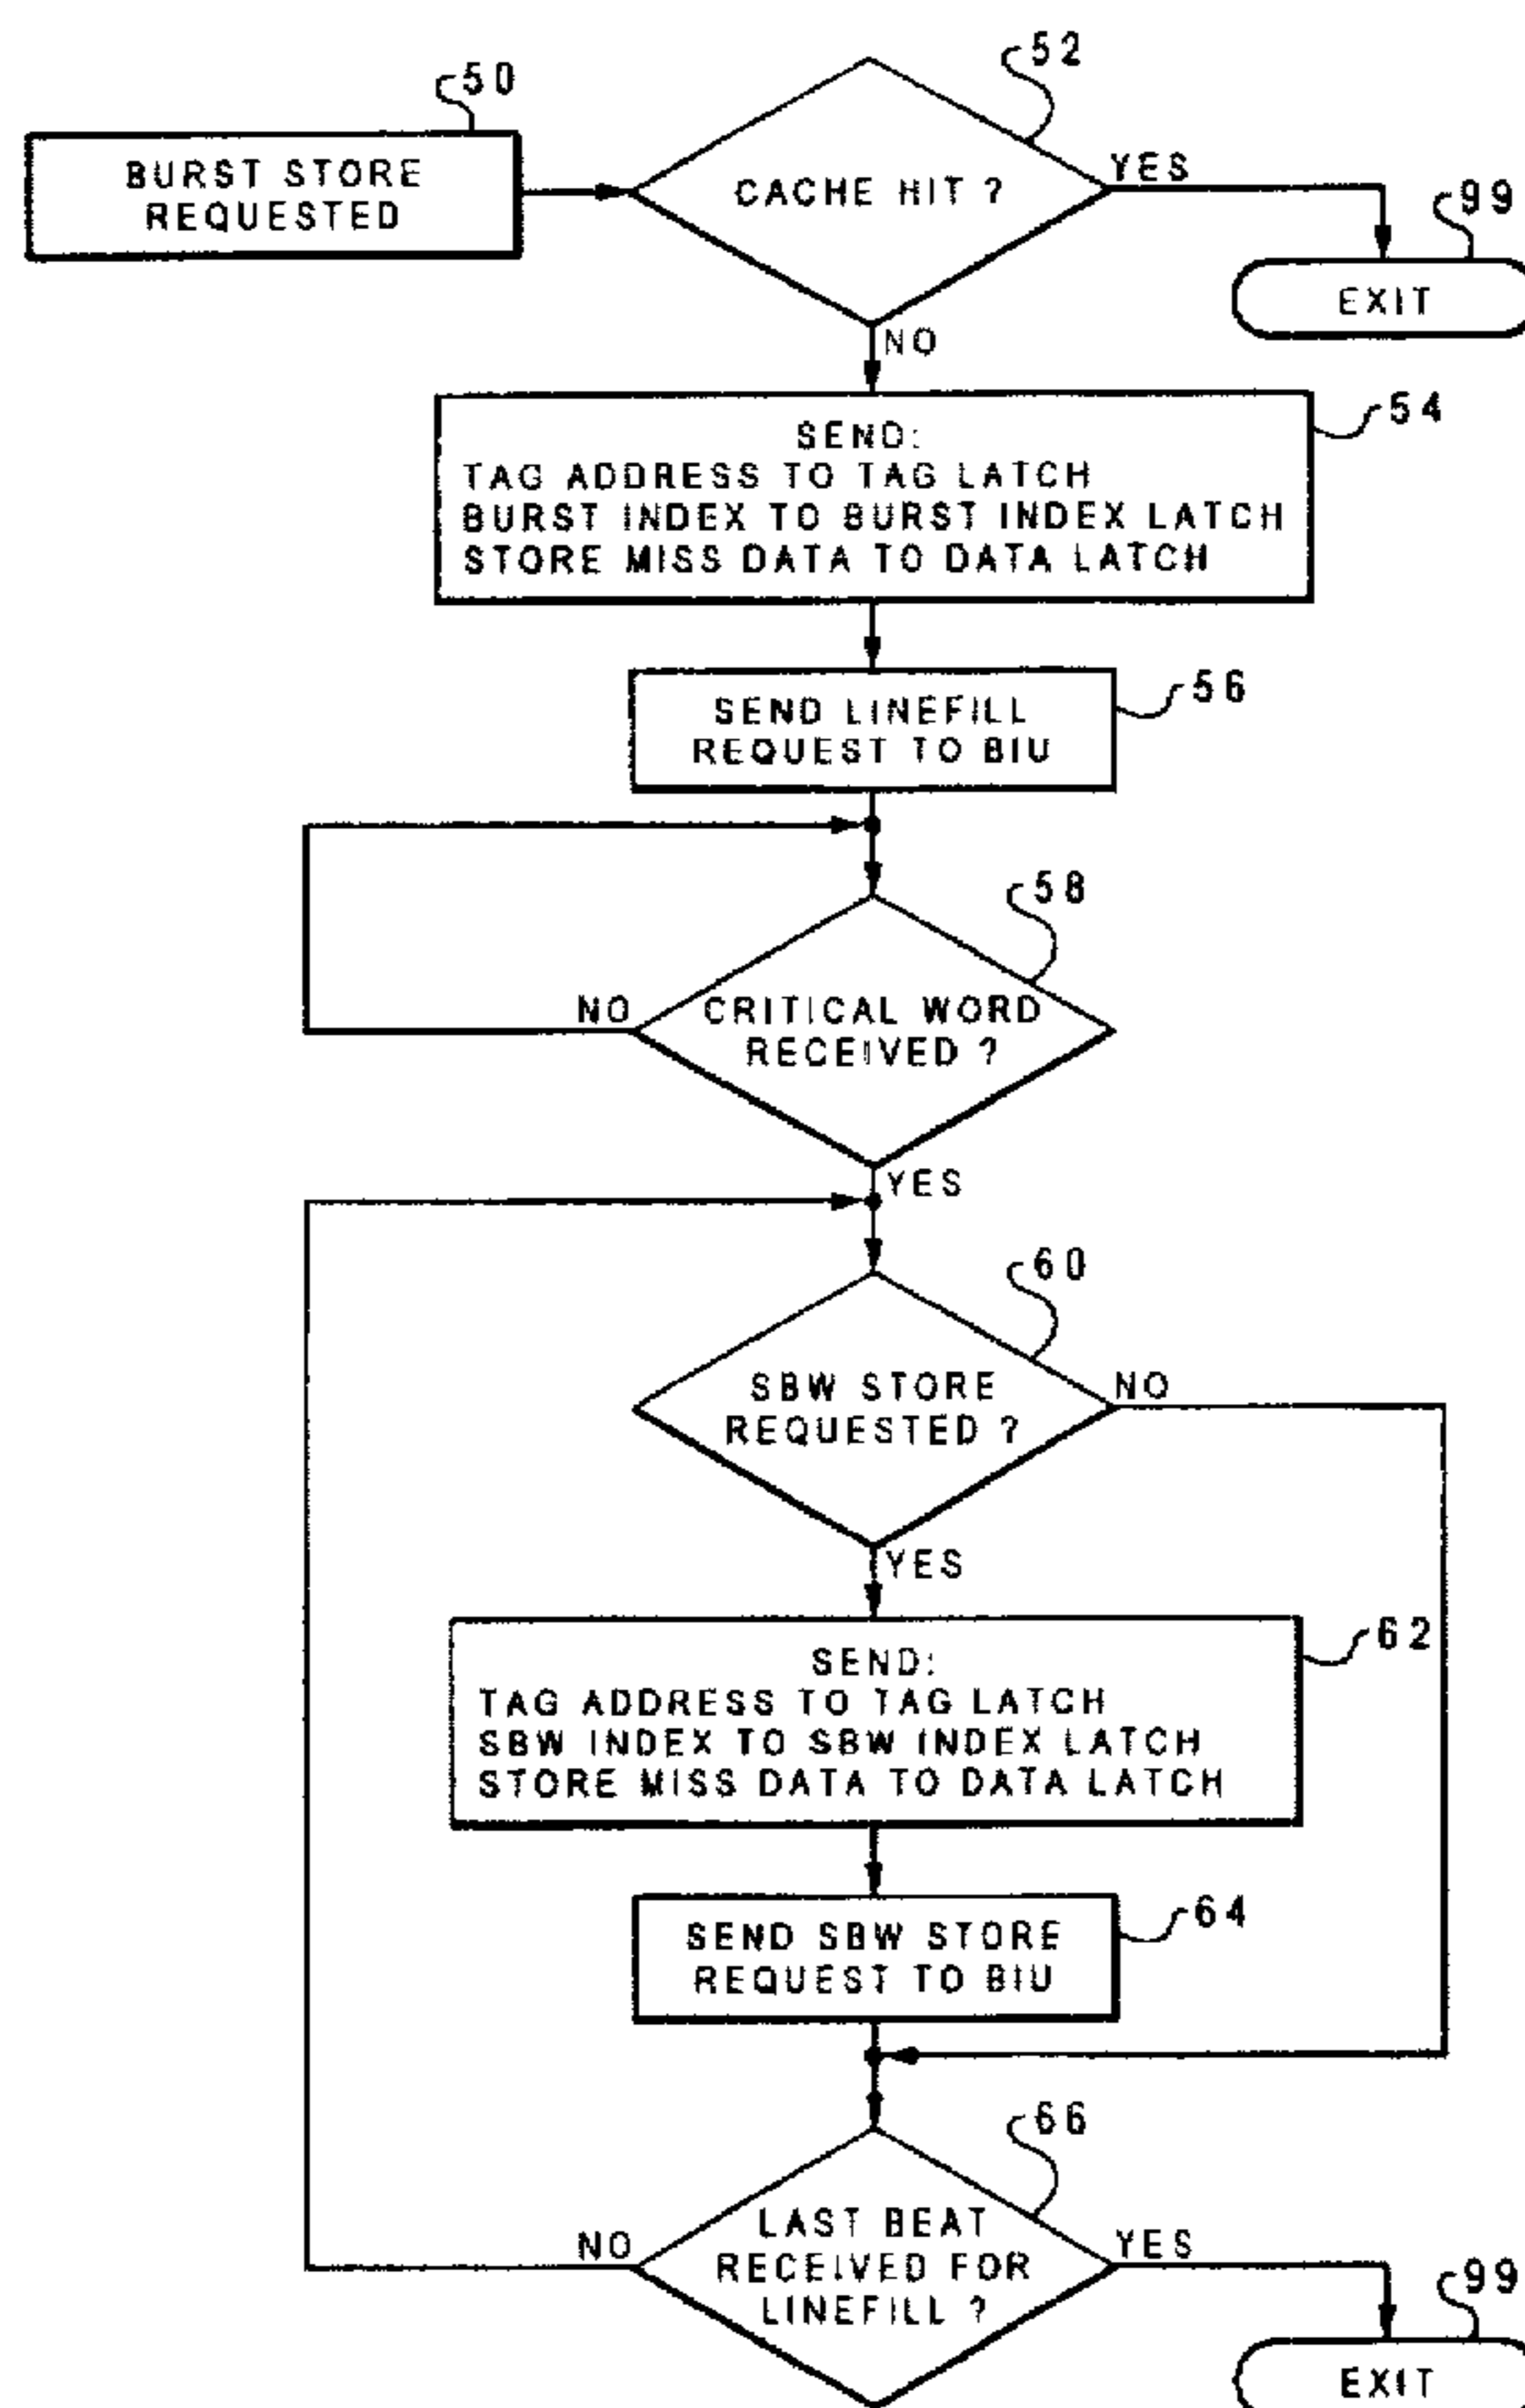 50
BURST STORE
REQUESTED
52
CACHE HIT ?
YES
99
EXIT
NO
54
SEND:
TAG ADDRESS TO TAG LATCH
BURST INDEX TO BURST INDEX LATCH
STORE MISS DATA TO DATA LATCH
56
SEND LINEFILL
REQUEST TO BIU
58
NO
CRITICAL WORD
RECEIVED ?
YES
60
SBW STORE
REQUESTED ?
NO
YES
62
SEND:
TAG ADDRESS TO TAG LATCH
SBW INDEX TO SBW INDEX LATCH
STORE MISS DATA TO DATA LATCH
64
SEND SBW STORE
REQUEST TO BIU
66
NO
LAST BEAT
RECEIVED FOR
LINEFILL ?
YES
99
EXIT